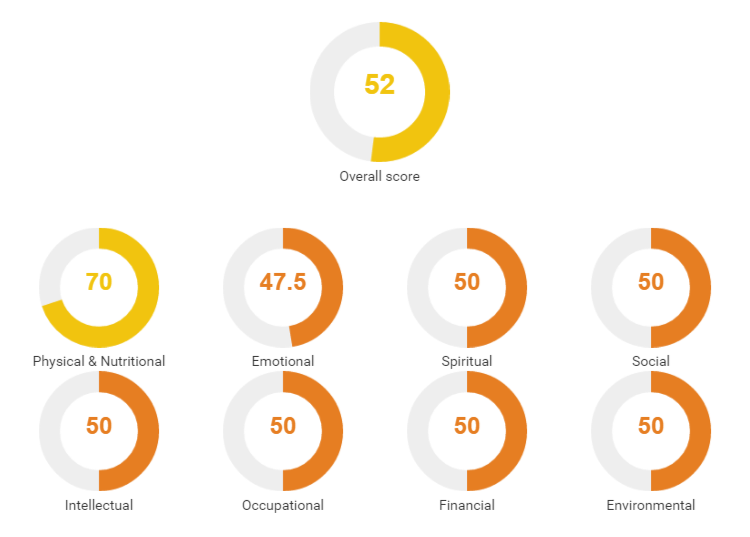 52
Overall score
70
47.5
50
50
Physical & Nutritional
Emotional
Spiritual
Social
50
50
50
50
Intellectual
Occupational
Financial
Environmental